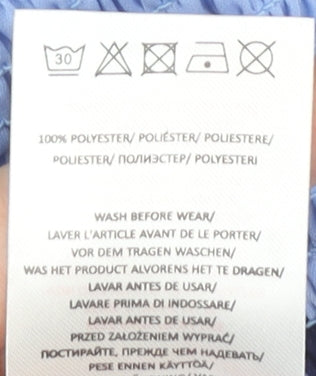 30
100% POLYESTER/ POLIÉSTER/ POLIESTERE/
POLIESTER/ ПОЛИЭСТЕР/ POLYESTERI
WASH BEFORE WEAR/
LAVER L'ARTICLE AVANT DE LE PORTER/
VOR DEM TRAGEN WASCHEN/
WAS HET PRODUCT ALVORENS HET TE DRAGEN/
LAVAR ANTES DE USAR/
LAVARE PRIMA DI INDOSSARE/
LAVAR ANTES DE USAR/
PRZED ZAŁOŻENIEM WYPRAĆ/
ПОСТИРАЙТЕ, ПРЕЖДЕ ЧЕМ НАДЕВАТЬ/
PESE ENNEN KÄYTTÖÄ/